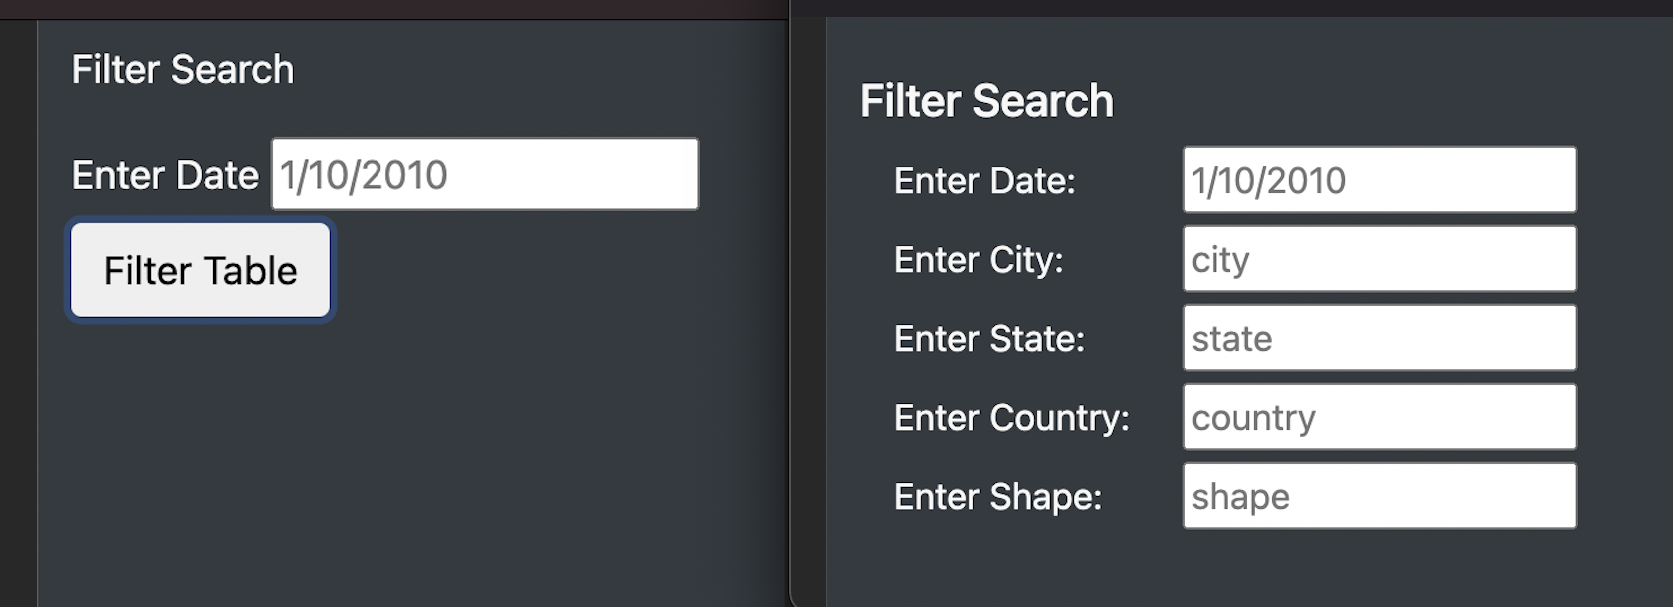 Filter Search
Enter Date 1/10/2010
Filter Table
Filter Search
Enter Date: 1/10/2010
Enter City: city
Enter State: state
Enter Country: country
Enter Shape: shape